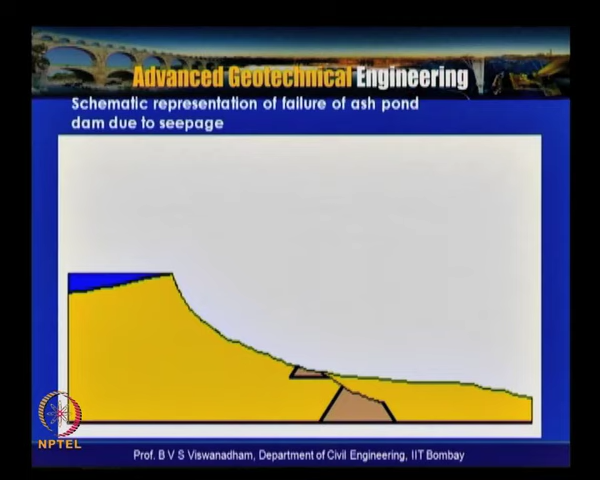 Advanced Geotechnical Engineering
Schematic representation of failure of ash pond
dam due to seepage
NPTEL
Prof. B V S Viswanadham, Department of Civil Engineering, IIT Bombay